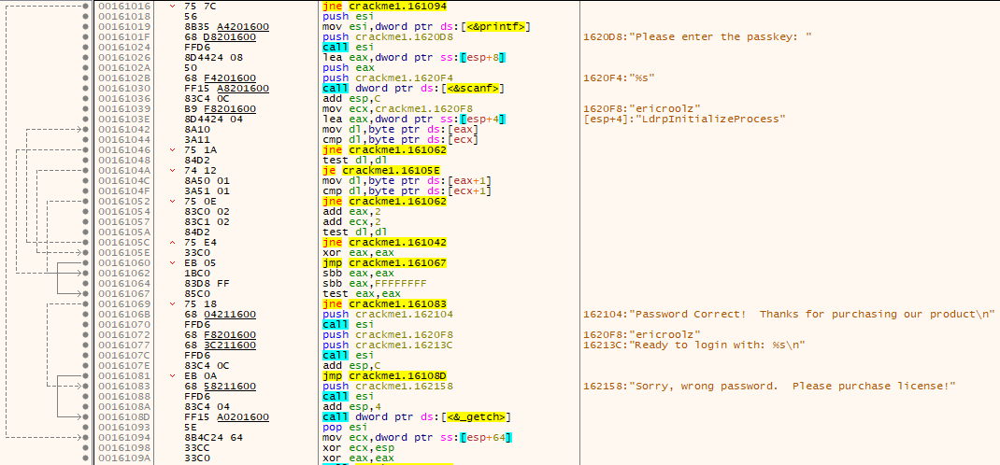 00161016 75 7C jne crackme1.161094
00161018 56 push esi
00161019 8B35 A4201600 mov esi,dword ptr ds:[<&printf>]
0016101F 68 D8201600 push crackme1.1620D8 1620D8:"Please enter the passkey: "
00161024 FFD6 call esi
00161026 8D4424 08 lea eax,dword ptr ss:[esp+8]
0016102A 50 push eax
0016102B 68 F4201600 push crackme1.1620F4 1620F4:"%s"
00161030 FF15 A8201600 call dword ptr ds:[<&scanf>]
00161036 83C4 0C add esp,C
00161039 B9 F8201600 mov ecx,crackme1.1620F8 1620F8:"ericroolz"
0016103E 8D4424 04 lea eax,dword ptr ss:[esp+4] [esp+4]:"LdrpInitializeProcess"
00161042 8A10 mov dl,byte ptr ds:[eax]
00161044 3A11 cmp dl,byte ptr ds:[ecx]
00161046 75 1A jne crackme1.161062
00161048 84D2 test dl,dl
0016104A 74 12 je crackme1.16105E
0016104C 8A50 01 mov dl,byte ptr ds:[eax+1]
0016104F 3A51 01 cmp dl,byte ptr ds:[ecx+1]
00161052 75 0E jne crackme1.161062
00161054 83C0 02 add eax,2
00161057 83C1 02 add ecx,2
0016105A 84D2 test dl,dl
0016105C 75 E4 jne crackme1.161042
0016105E 33C0 xor eax,eax
00161060 EB 05 jmp crackme1.161067
00161062 1BC0 sbb eax,eax
00161064 83D8 FF sbb eax,FFFFFFFF
00161067 85C0 test eax,eax
00161069 75 18 jne crackme1.161083
0016106B 68 04211600 push crackme1.162104 162104:"Password Correct!  Thanks for purchasing our product\n"
00161070 FFD6 call esi
00161072 68 F8201600 push crackme1.1620F8 1620F8:"ericroolz"
00161077 68 3C211600 push crackme1.16213C 16213C:"Ready to login with: %s\n"
0016107C FFD6 call esi
0016107E 83C4 0C add esp,C
00161081 EB 0A jmp crackme1.16108D
00161083 68 58211600 push crackme1.162158 162158:"Sorry, wrong password.  Please purchase license!"
00161088 FFD6 call esi
0016108A 83C4 04 add esp,4
0016108D FF15 A0201600 call dword ptr ds:[<&_getch>]
00161093 5E pop esi
00161094 8B4C24 64 mov ecx,dword ptr ss:[esp+64]
00161098 33CC xor ecx,esp
0016109A 33C0 xor eax,eax